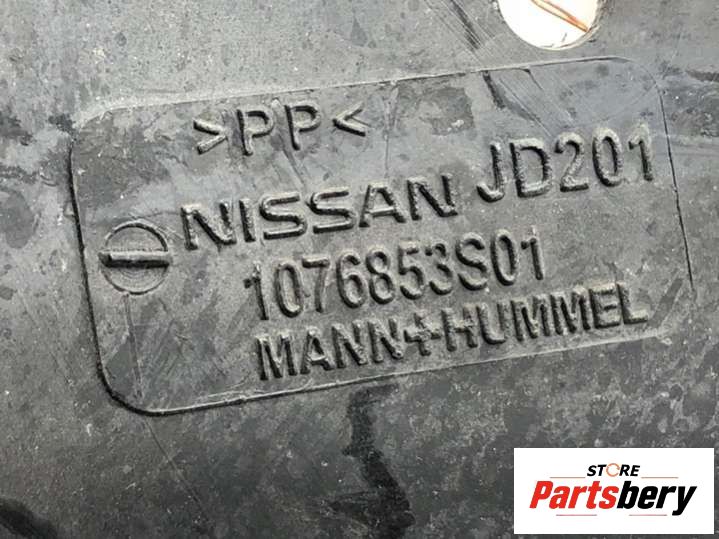 >PP<
NISSAN JD201
1076853S01
MANN+HUMMEL
STORE
Partsbery